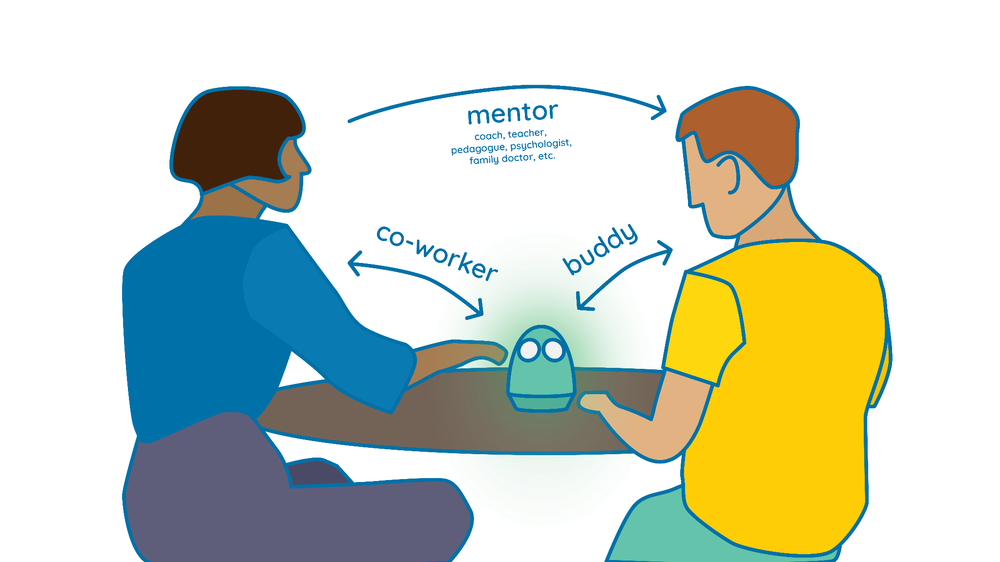 mentor
coach, teacher,
pedagogue, psychologist,
family doctor, etc.
co-worker
buddy